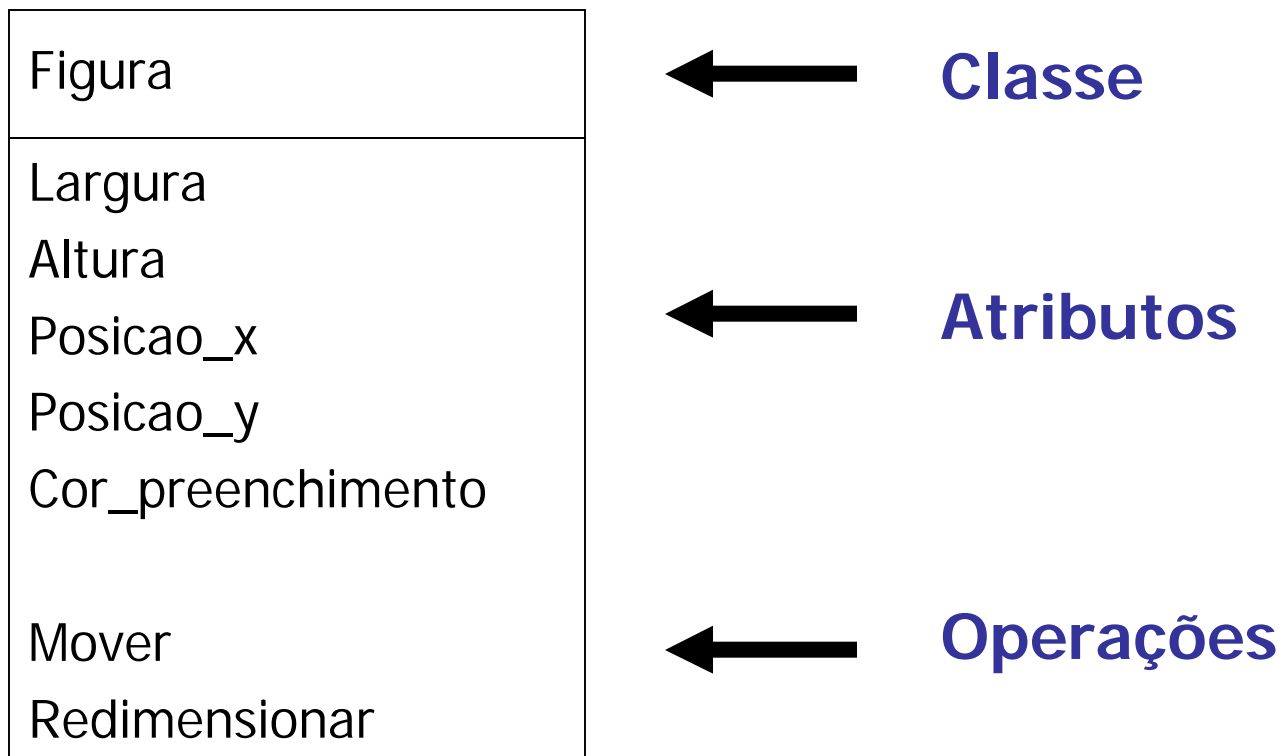 Figura
Classe
Largura
Altura
Posicao_x
Posicao_y
Cor_preenchimento
Atributos
Mover
Redimensionar
Operações